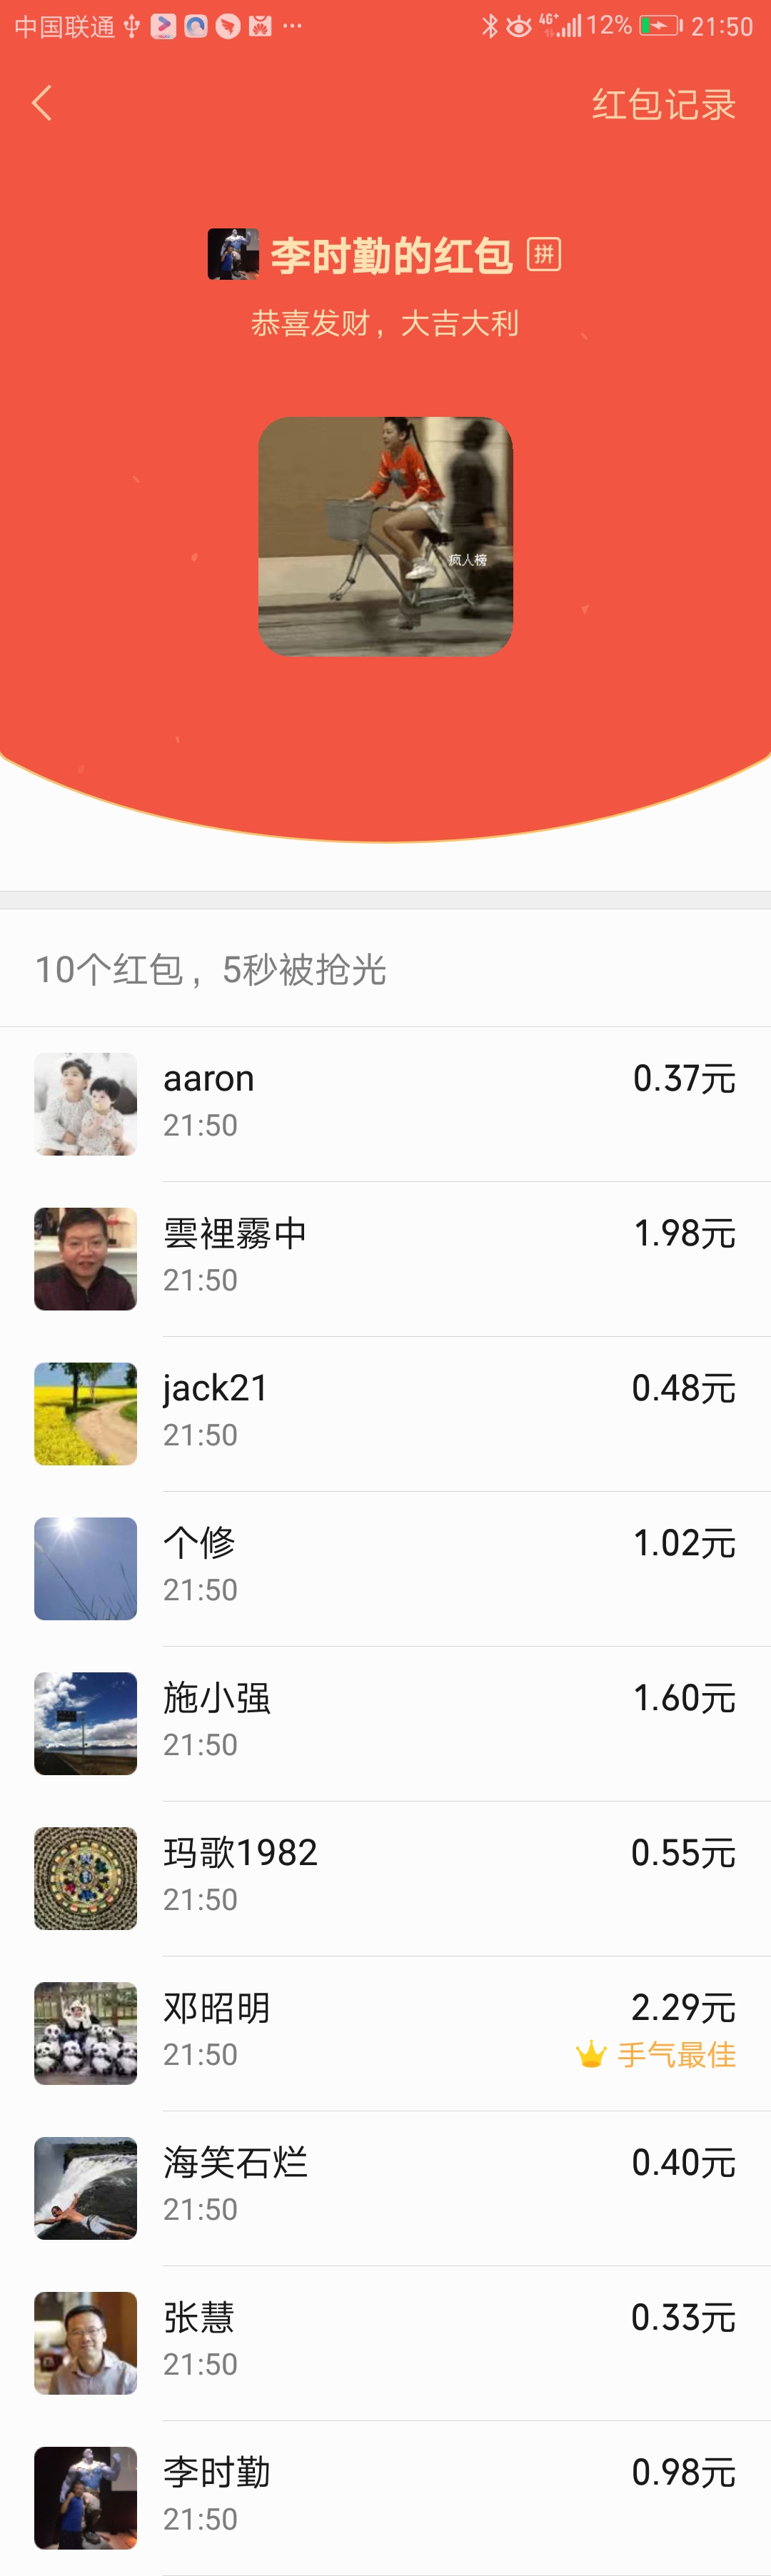 中国联通 4G+ 12% 21:50
红包记录
李时勤的红包 拼
恭喜发财，大吉大利
疯人榜
10个红包，5秒被抢光
aaron 0.37元
21:50
雲裡霧中 1.98元
21:50
jack21 0.48元
21:50
个修 1.02元
21:50
施小强 1.60元
21:50
玛歌1982 0.55元
21:50
邓昭明 2.29元
21:50 手气最佳
海笑石烂 0.40元
21:50
张慧 0.33元
21:50
李时勤 0.98元
21:50